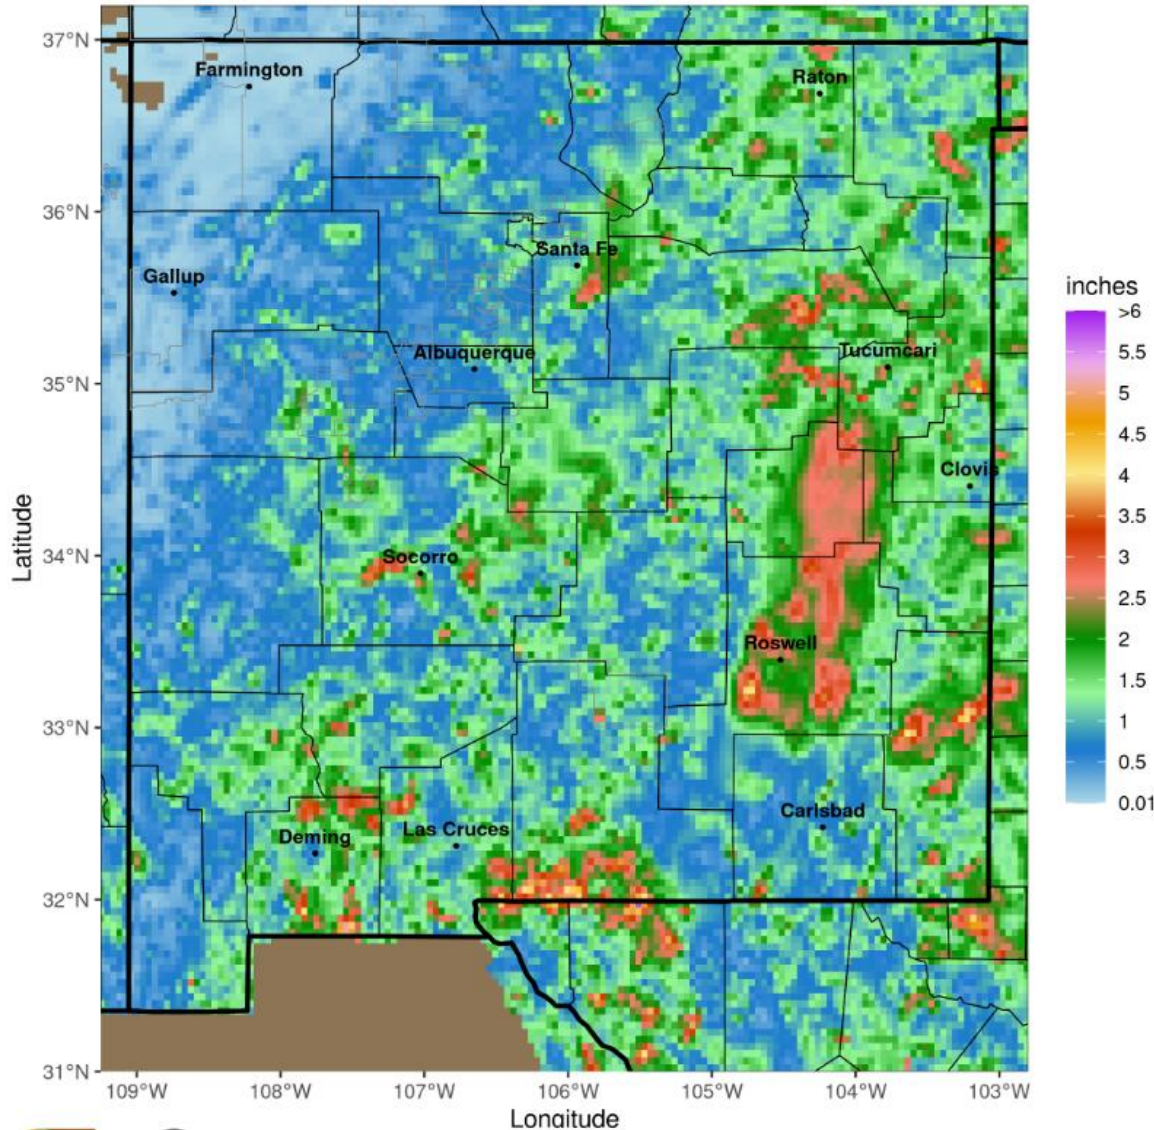 37°N
Farmington
Raton
36°N
Santa Fe
Gallup
inches
>6
5.5
5
4.5
4
3.5
3
2.5
2
1.5
1
0.5
0.01
Albuquerque
Tucumcari
35°N
Clovis
Latitude
34°N
Socorro
Roswell
33°N
Carlsbad
Las Cruces
Deming
32°N
31°N
109°W 108°W 107°W 106°W 105°W 104°W 103°W
Longitude